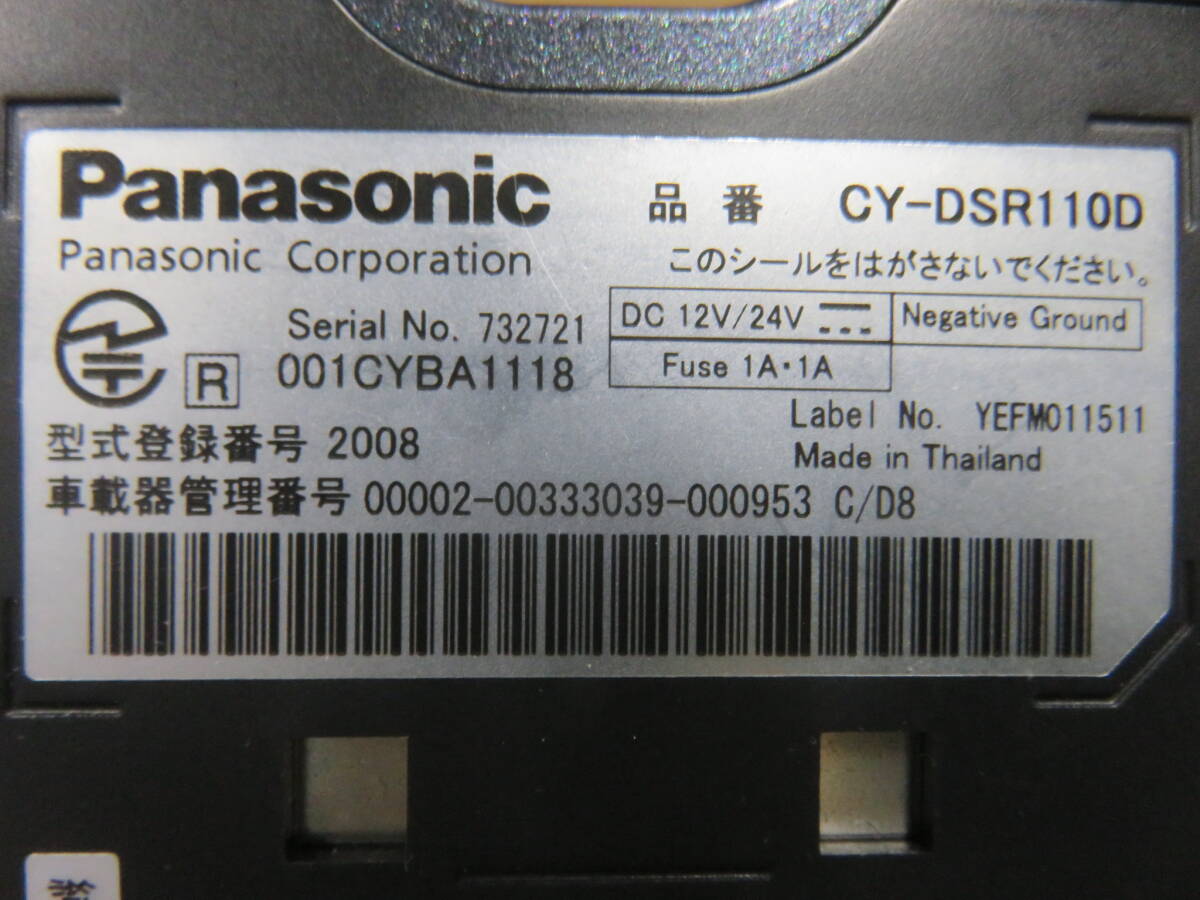 Panasonic 品番 CY-DSR110D
Panasonic Corporation このシールをはがさないでください。
Serial No. 732721 DC 12V/24V Negative Ground
R 001CYBA1118 Fuse 1A・1A
Label No. YEFM011511
型式登録番号 2008 Made in Thailand
車載器管理番号 00002-00333039-000953 C/D8